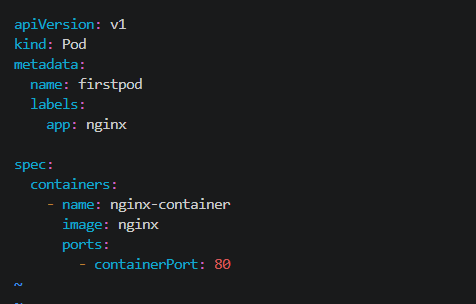 apiVersion: v1
kind: Pod
metadata:
  name: firstpod
  labels:
    app: nginx

spec:
  containers:
    - name: nginx-container
      image: nginx
      ports:
        - containerPort: 80
~